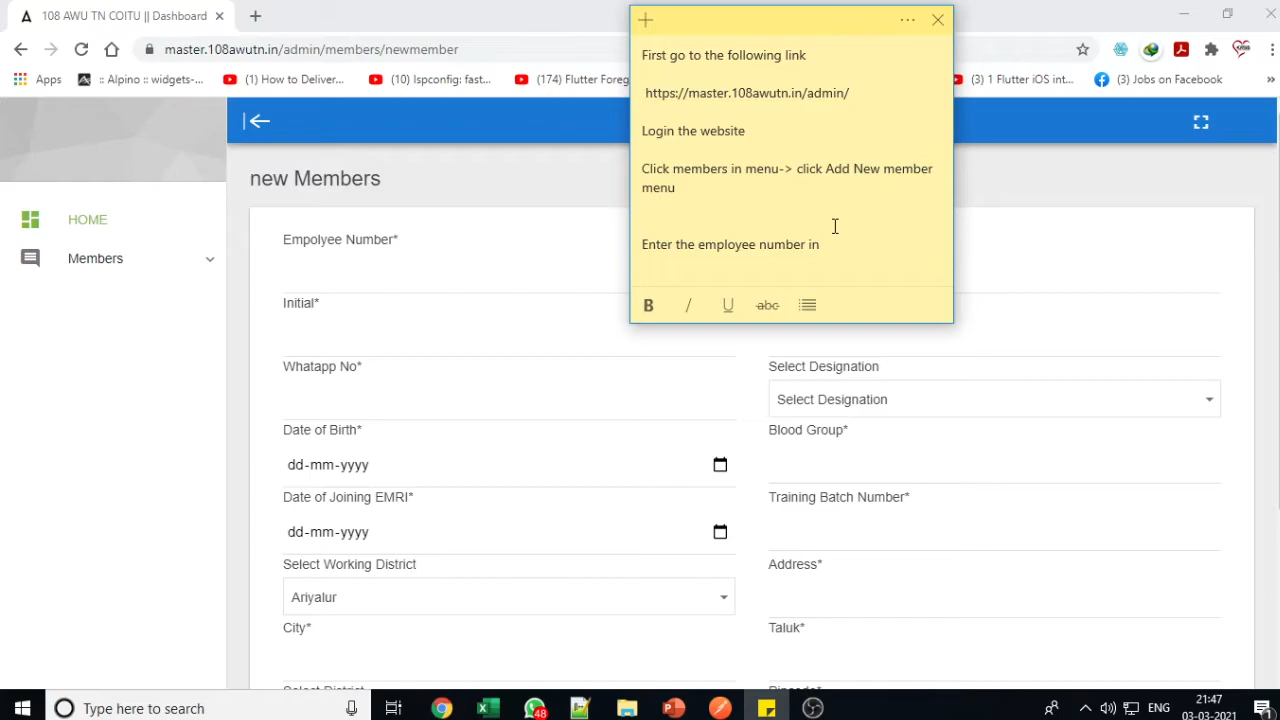 108 AWU TN COITU || Dashboard
master.108awutn.in/admin/members/newmember
Apps
:: Alpino :: widgets-...
(1) How to Deliver...
(10) Ispconfig: fast...
(174) Flutter Foreg
(3) 1 Flutter iOS int...
(3) Jobs on Facebook
First go to the following link
https://master.108awutn.in/admin/
Login the website
Click members in menu-> click Add New member
menu
Enter the employee number in
B / U abc
HOME
Members
new Members
Empolyee Number*
Initial*
Whatapp No*
Select Designation
Select Designation
Date of Birth*
Blood Group*
dd-mm-yyyy
Date of Joining EMRI*
Training Batch Number*
dd-mm-yyyy
Select Working District
Address*
Ariyalur
City*
Taluk*
Select District
Pincode*
Type here to search
48
ENG
21:47
03-03-2021
1